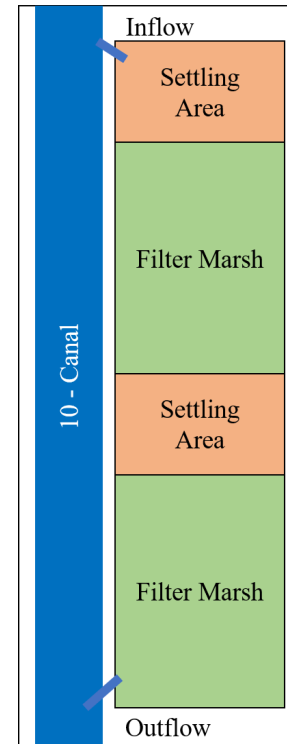 Inflow
Settling
Area
Filter Marsh
10 - Canal
Settling
Area
Filter Marsh
Outflow